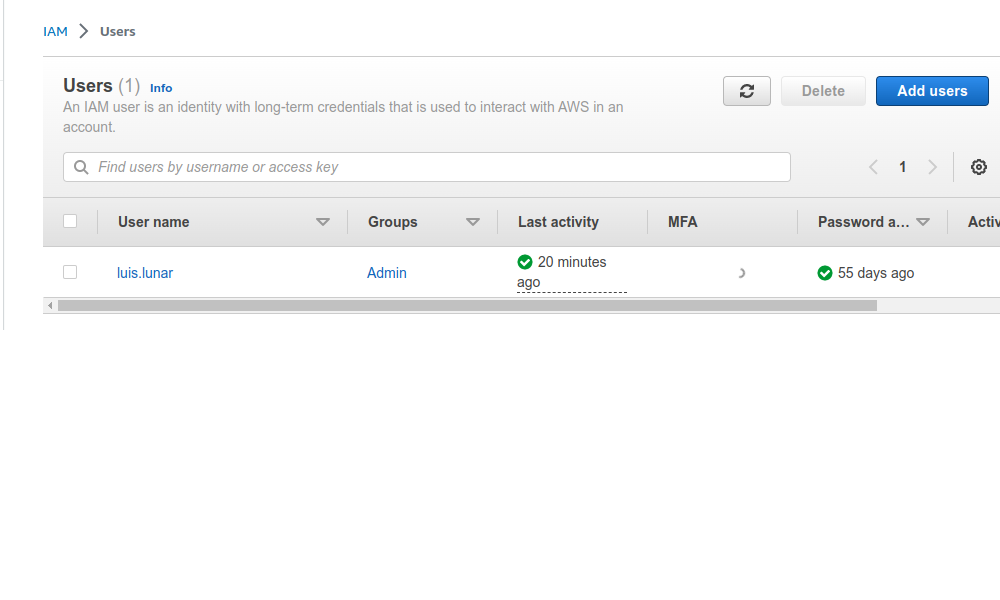 IAM > Users
Users (1) Info
An IAM user is an identity with long-term credentials that is used to interact with AWS in an
account.
Delete
Add users
Find users by username or access key
1
User name Groups Last activity MFA Password a... Activ
luis.lunar Admin 20 minutes ago 55 days ago